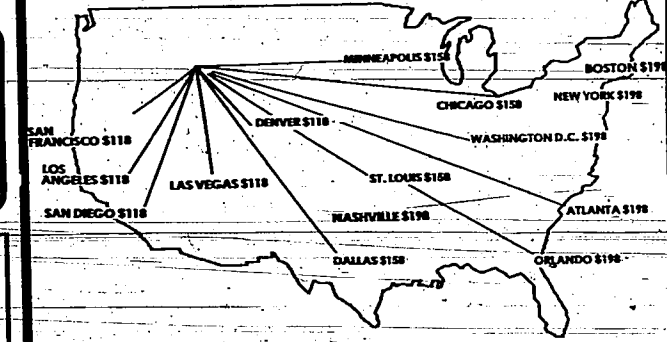 MINNEAPOLIS $158
BOSTON $198
CHICAGO $158
NEW YORK $198
DENVER $118
SAN
FRANCISCO $118
WASHINGTON D.C. $198
LOS
ANGELES $118
LAS VEGAS $118
ST. LOUIS $158
SAN DIEGO $118
NASHVILLE $198
ATLANTA $198
DALLAS $158
ORLANDO $198